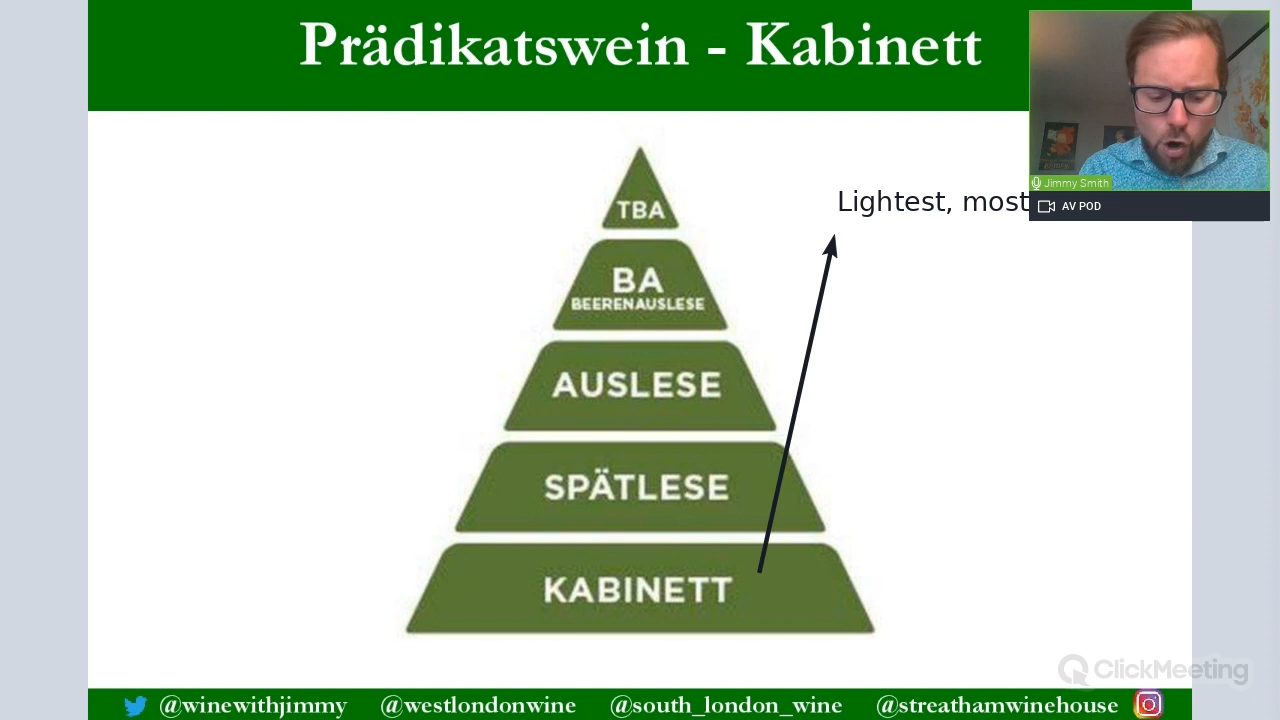 Prädikatswein - Kabinett
Jimmy Smith
AV POD
Lightest, most
TBA
BA
BEERENAUSLESE
AUSLESE
SPÄTLESE
KABINETT
ClickMeeting
@winewithjimmy @westlondonwine @south_london_wine @streathamwinehouse